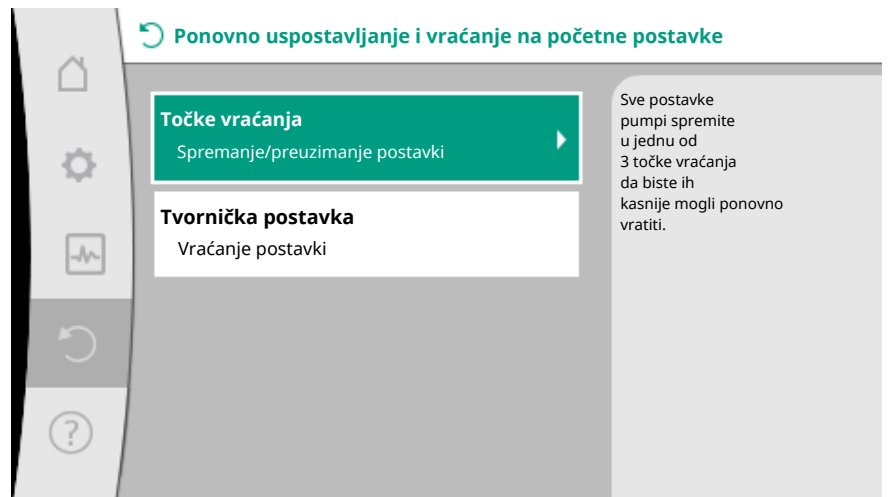 Ponovno uspostavljanje i vraćanje na početne postavke
Točke vraćanja
Spremanje/preuzimanje postavki
Tvornička postavka
Vraćanje postavki
Sve postavke
pumpi spremite
u jednu od
3 točke vraćanja
da biste ih
kasnije mogli ponovno
vratiti.
?